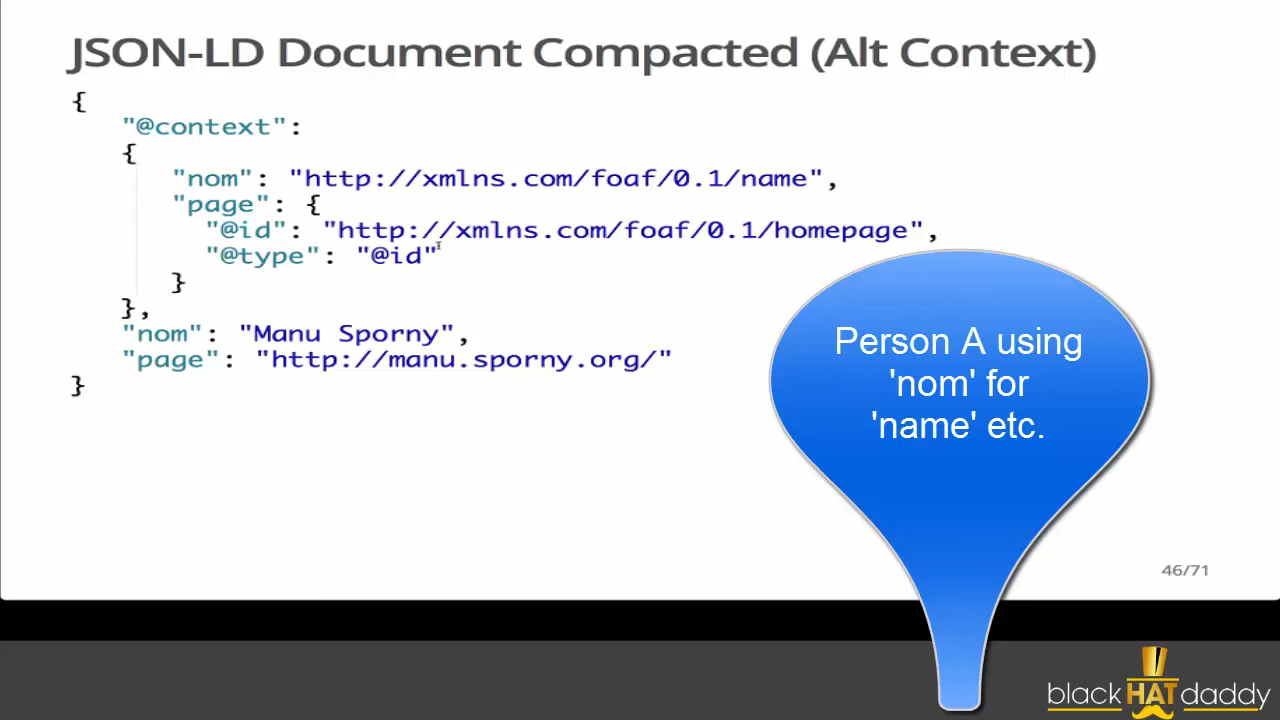 JSON-LD Document Compacted (Alt Context)
{
"@context":
{
"nom": "http://xmlns.com/foaf/0.1/name",
"page": {
"@id": "http://xmlns.com/foaf/0.1/homepage",
"@type": "@id"
}
},
"nom": "Manu Sporny",
"page": "http://manu.sporny.org/"
}
Person A using
'nom' for
'name' etc.
46/71
blackHATdaddy